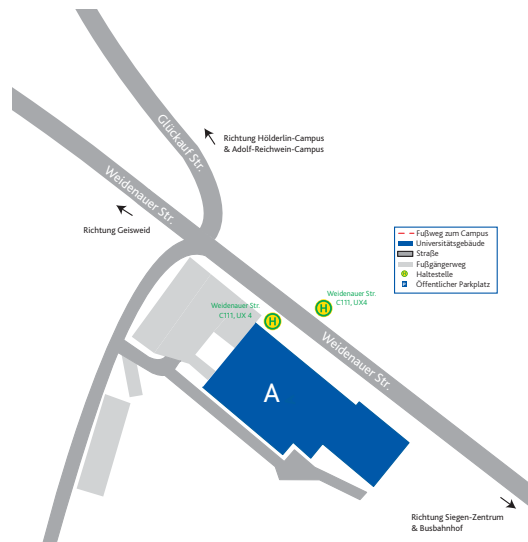 Glückauf Str.
Richtung Hölderlin-Campus
& Adolf-Reichwein-Campus
Weidenauer Str.
Richtung Geisweid
Fußweg zum Campus
Universitätsgebäude
Straße
Fußgängerweg
H Haltestelle
P Öffentlicher Parkplatz
Weidenauer Str.
C111, UX4
H
Weidenauer Str.
C111, UX 4
H
Weidenauer Str.
A
Richtung Siegen-Zentrum
& Busbahnhof